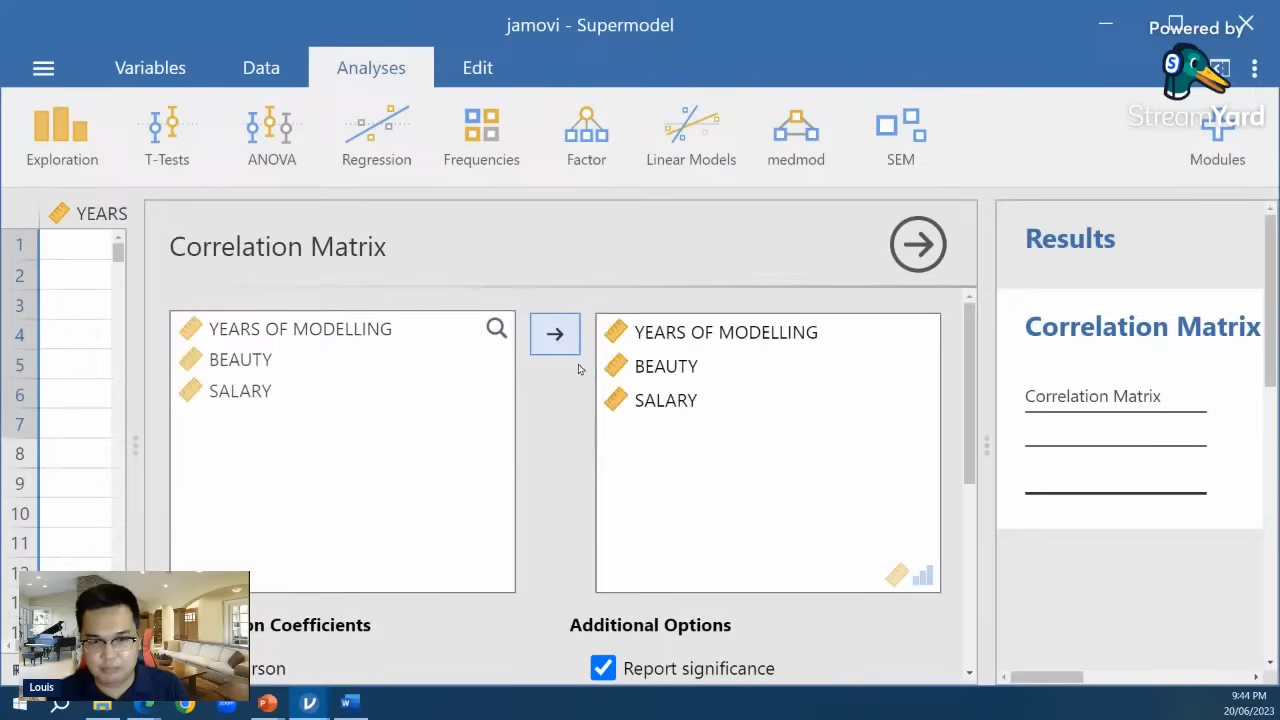 jamovi - Supermodel
Powered by
StreamYard
Variables
Data
Analyses
Edit
Exploration
T-Tests
ANOVA
Regression
Frequencies
Factor
Linear Models
medmod
SEM
Modules
YEARS
1
2
3
4
5
6
7
8
9
10
11
Correlation Matrix
YEARS OF MODELLING
BEAUTY
SALARY
YEARS OF MODELLING
BEAUTY
SALARY
on Coefficients
rson
Additional Options
Report significance
Results
Correlation Matrix
Correlation Matrix
Louis
9:44 PM
20/06/2023